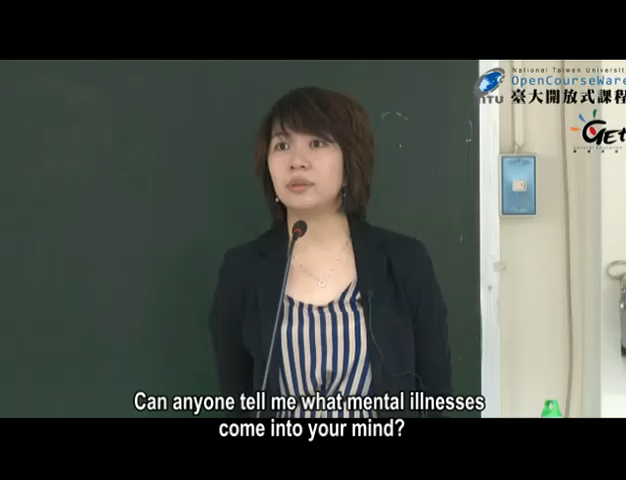 National Taiwan University
OpenCourseWare
NTU
臺大開放式課程
GEt
Can anyone tell me what mental illnesses
come into your mind?